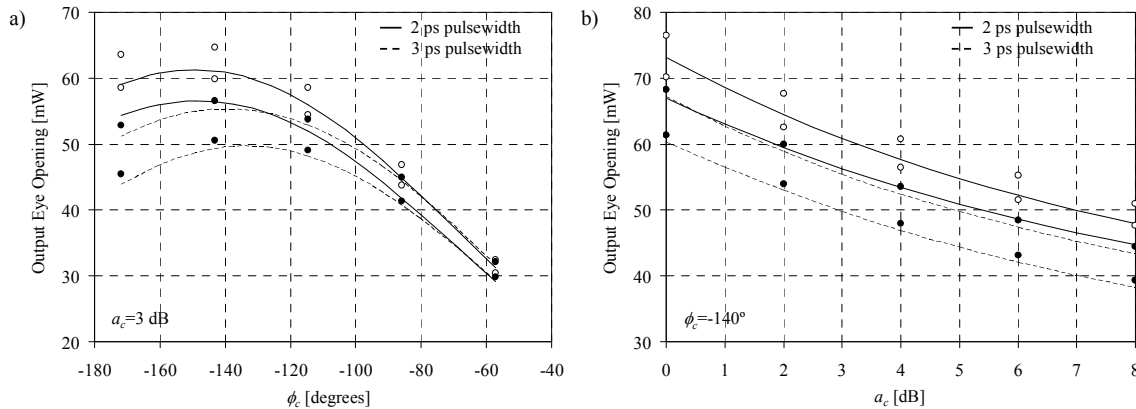 a)
70
60
50
40
30
20
Output Eye Opening [mW]
2 ps pulsewidth
3 ps pulsewidth
a_c=3 dB
-180 -160 -140 -120 -100 -80 -60 -40
ϕ_c [degrees]
b)
80
70
60
50
40
30
Output Eye Opening [mW]
2 ps pulsewidth
3 ps pulsewidth
ϕ_c=-140º
0 1 2 3 4 5 6 7 8
a_c [dB]